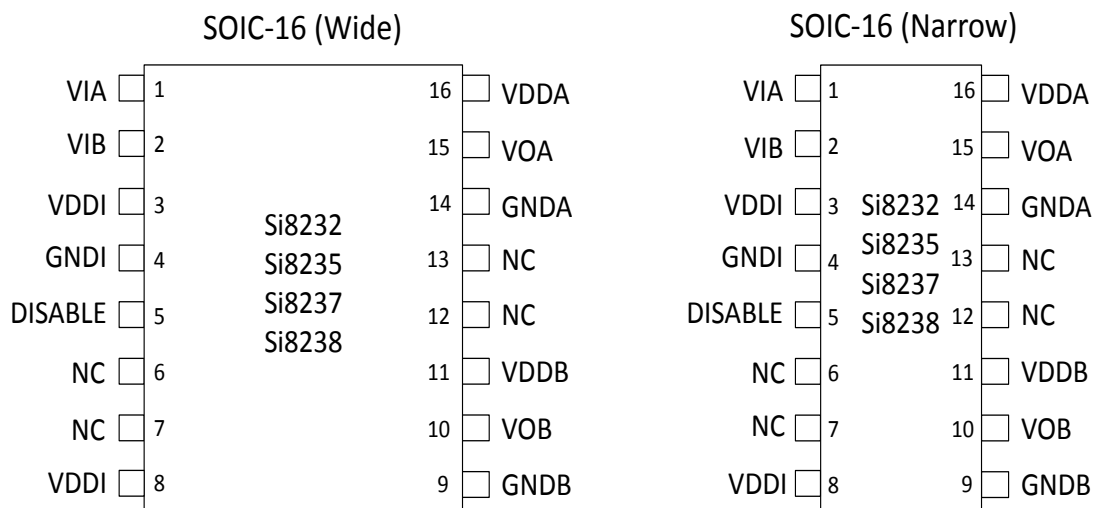 SOIC-16 (Wide)
VIA 1 16 VDDA
VIB 2 15 VOA
VDDI 3 14 GNDA
GNDI 4 13 NC
DISABLE 5 12 NC
NC 6 11 VDDB
NC 7 10 VOB
VDDI 8 9 GNDB
Si8232
Si8235
Si8237
Si8238
SOIC-16 (Narrow)
VIA 1 16 VDDA
VIB 2 15 VOA
VDDI 3 14 GNDA
GNDI 4 13 NC
DISABLE 5 12 NC
NC 6 11 VDDB
NC 7 10 VOB
VDDI 8 9 GNDB
Si8232
Si8235
Si8237
Si8238